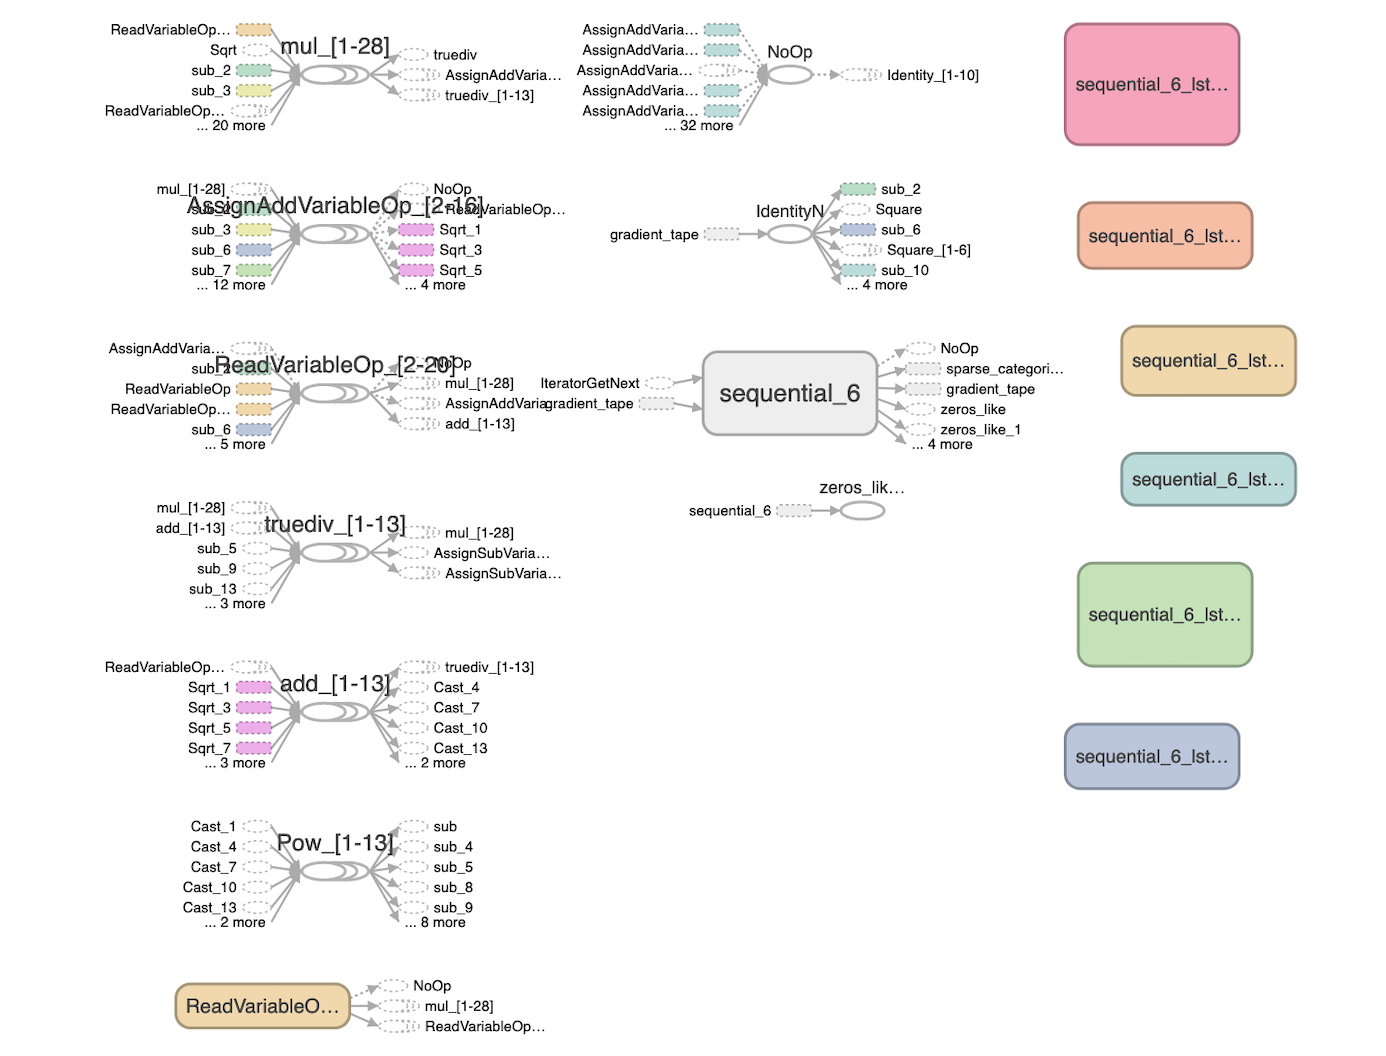 ReadVariableOp...
Sqrt
sub_2
sub_3
ReadVariableOp...
... 20 more
mul_[1-28]
truediv
AssignAddVaria...
truediv_[1-13]
AssignAddVaria...
AssignAddVaria...
AssignAddVaria...
AssignAddVaria...
AssignAddVaria...
... 32 more
NoOp
Identity_[1-10]
sequential_6_lst...
mul_[1-28]
sub_2
sub_3
sub_6
sub_7
... 12 more
AssignAddVariableOp_[2-16]
NoOp
ReadVariableOp...
Sqrt_1
Sqrt_3
Sqrt_5
... 4 more
gradient_tape
IdentityN
sub_2
Square
sub_6
Square_[1-6]
sub_10
... 4 more
sequential_6_lst...
AssignAddVaria...
sub_2
ReadVariableOp
ReadVariableOp...
sub_6
... 5 more
ReadVariableOp_[2-20]
NoOp
mul_[1-28]
AssignAddVaria
add_[1-13]
IteratorGetNext
gradient_tape
sequential_6
NoOp
sparse_categori...
gradient_tape
zeros_like
zeros_like_1
... 4 more
sequential_6_lst...
sequential_6
zeros_lik...
sequential_6_lst...
mul_[1-28]
add_[1-13]
sub_5
sub_9
sub_13
... 3 more
truediv_[1-13]
mul_[1-28]
AssignSubVaria...
AssignSubVaria...
sequential_6_lst...
ReadVariableOp...
Sqrt_1
Sqrt_3
Sqrt_5
Sqrt_7
... 3 more
add_[1-13]
truediv_[1-13]
Cast_4
Cast_7
Cast_10
Cast_13
... 2 more
sequential_6_lst...
Cast_1
Cast_4
Cast_7
Cast_10
Cast_13
... 2 more
Pow_[1-13]
sub
sub_4
sub_5
sub_8
sub_9
... 8 more
ReadVariableO...
NoOp
mul_[1-28]
ReadVariableOp...